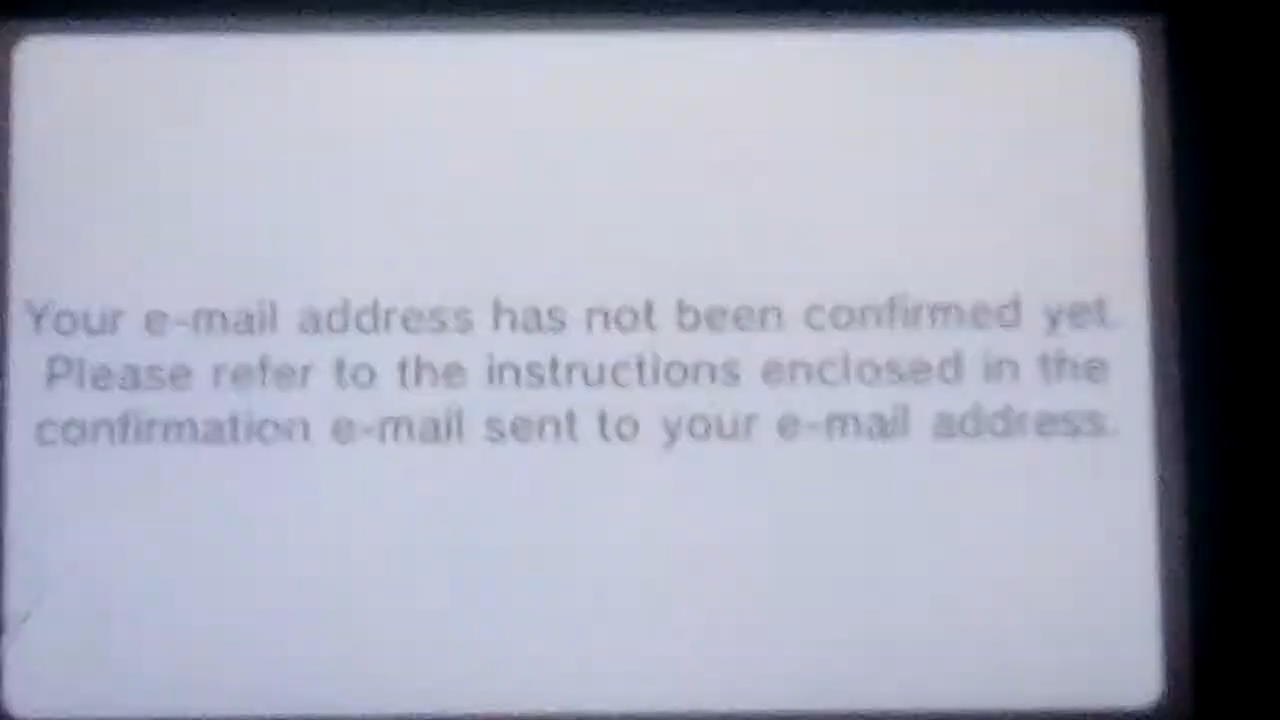 Your e-mail address has not been confirmed yet.
Please refer to the instructions enclosed in the
confirmation e-mail sent to your e-mail address.